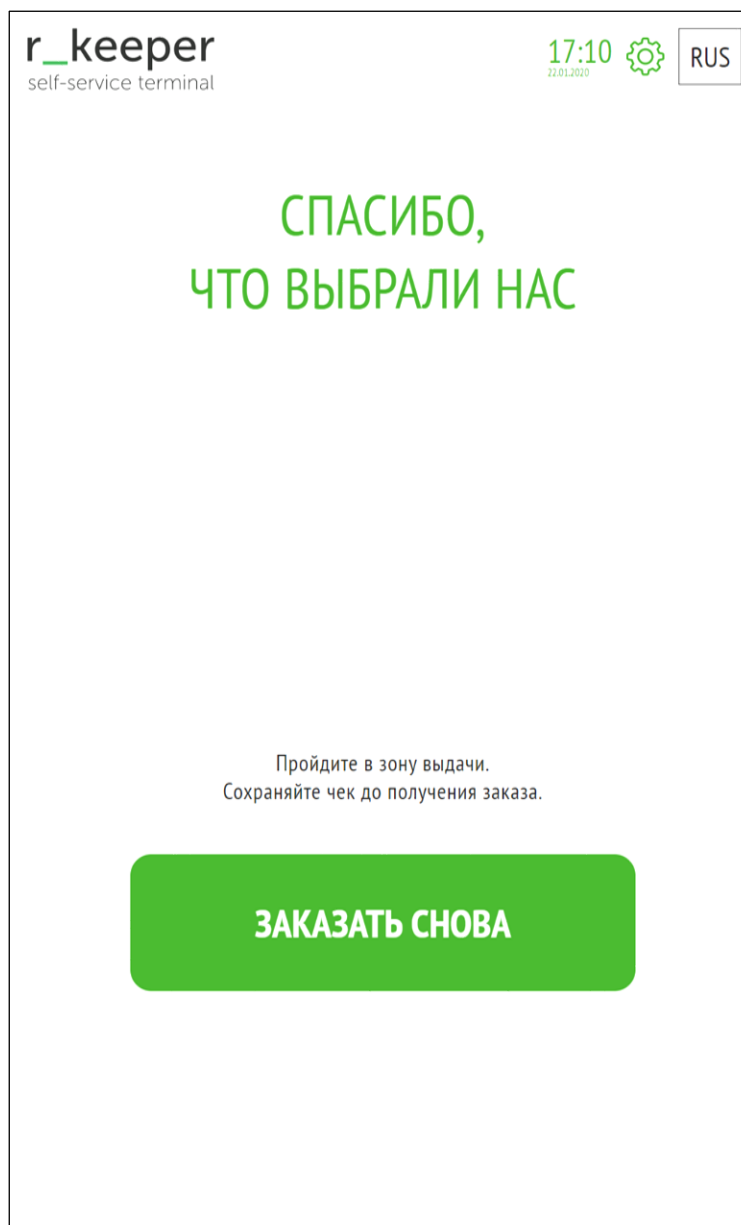 r_keeper
self-service terminal
17:10
22.01.2020
RUS
СПАСИБО,
ЧТО ВЫБРАЛИ НАС
Пройдите в зону выдачи.
Сохраняйте чек до получения заказа.
ЗАКАЗАТЬ СНОВА